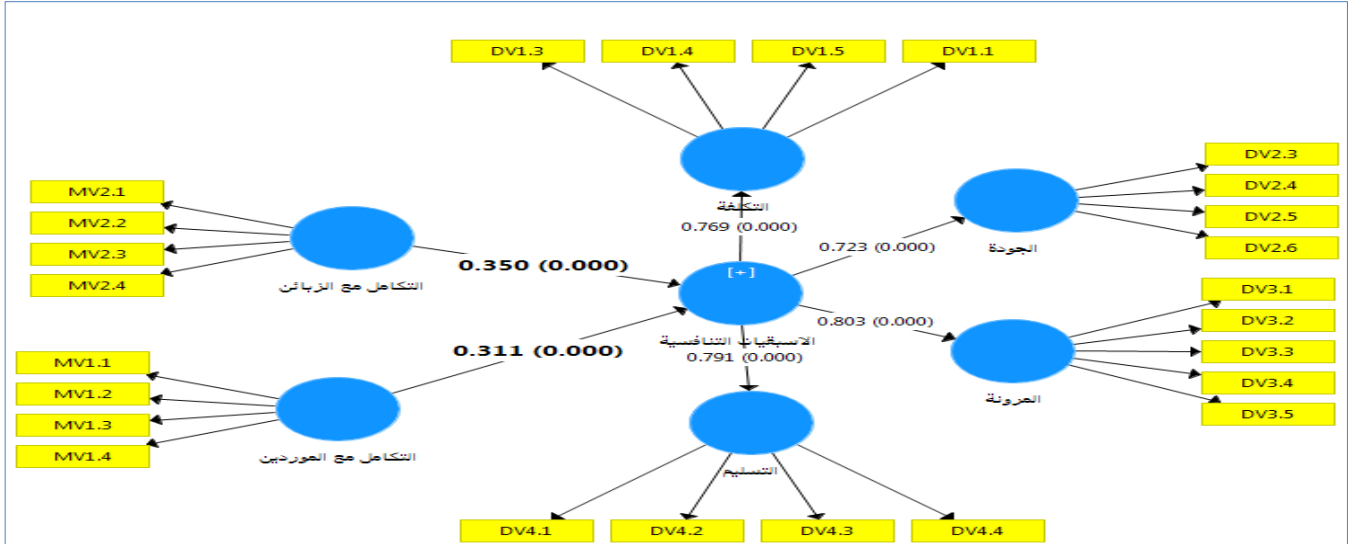 DV1.3
DV1.4
DV1.5
DV1.1
التكلفة
0.769 (0.000)
MV2.1
MV2.2
MV2.3
MV2.4
التكامل مع الزبائن
0.350 (0.000)
DV2.3
DV2.4
DV2.5
DV2.6
الجودة
0.723 (0.000)
[+]
الاسبقيات التنافسية
0.803 (0.000)
DV3.1
DV3.2
DV3.3
DV3.4
DV3.5
المرونة
MV1.1
MV1.2
MV1.3
MV1.4
التكامل مع الموردين
0.311 (0.000)
0.791 (0.000)
التسليم
DV4.1
DV4.2
DV4.3
DV4.4